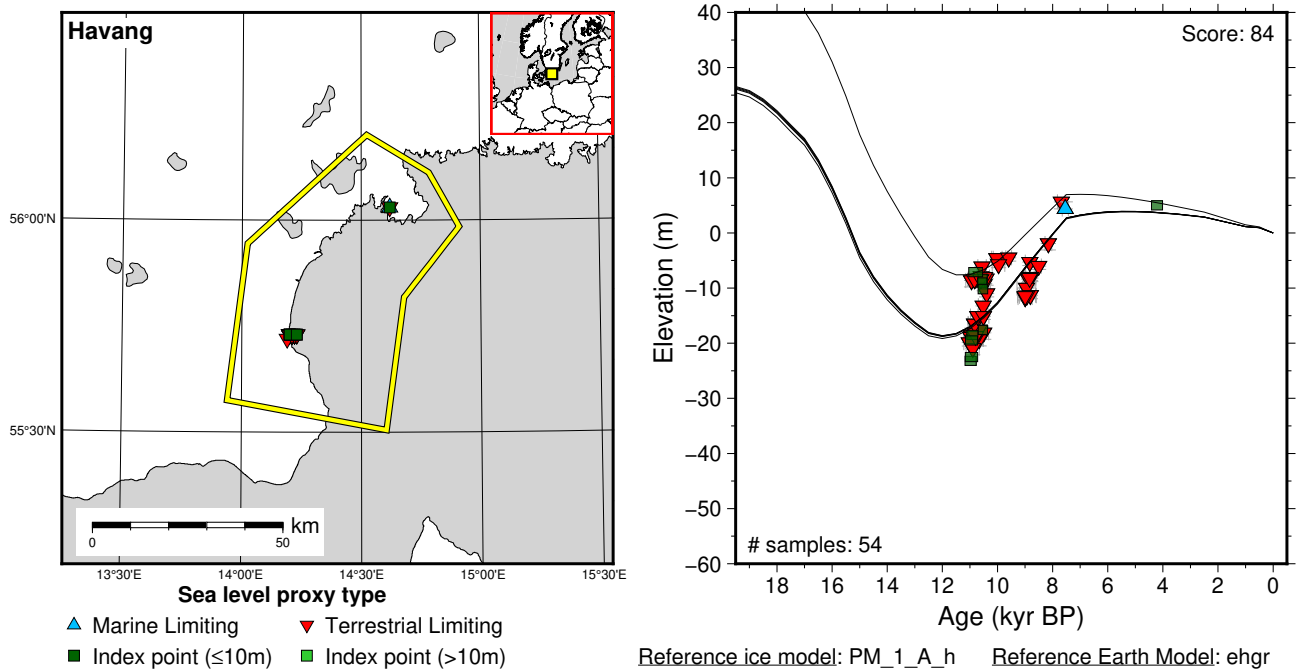 Havang
56°00'N
55°30'N
km
0
50
13°30'E
14°00'E
14°30'E
15°00'E
15°30'E
Sea level proxy type
Marine Limiting
Terrestrial Limiting
Index point (≤10m)
Index point (>10m)
Score: 84
Elevation (m)
40
30
20
10
0
−10
−20
−30
−40
−50
−60
# samples: 54
18
16
14
12
10
8
6
4
2
0
Age (kyr BP)
Reference ice model: PM_1_A_h
Reference Earth Model: ehgr